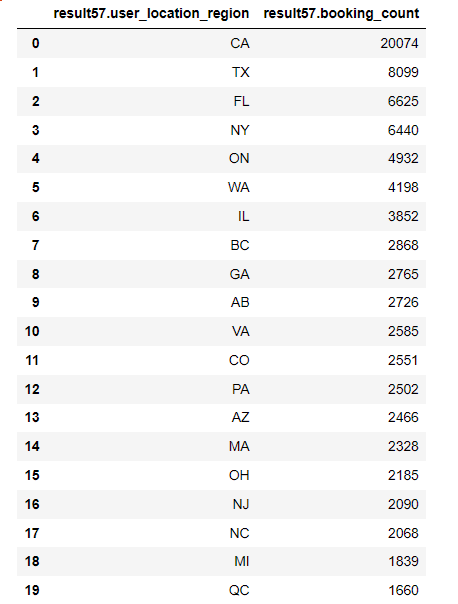 result57.user_location_region result57.booking_count
0 CA 20074
1 TX 8099
2 FL 6625
3 NY 6440
4 ON 4932
5 WA 4198
6 IL 3852
7 BC 2868
8 GA 2765
9 AB 2726
10 VA 2585
11 CO 2551
12 PA 2502
13 AZ 2466
14 MA 2328
15 OH 2185
16 NJ 2090
17 NC 2068
18 MI 1839
19 QC 1660